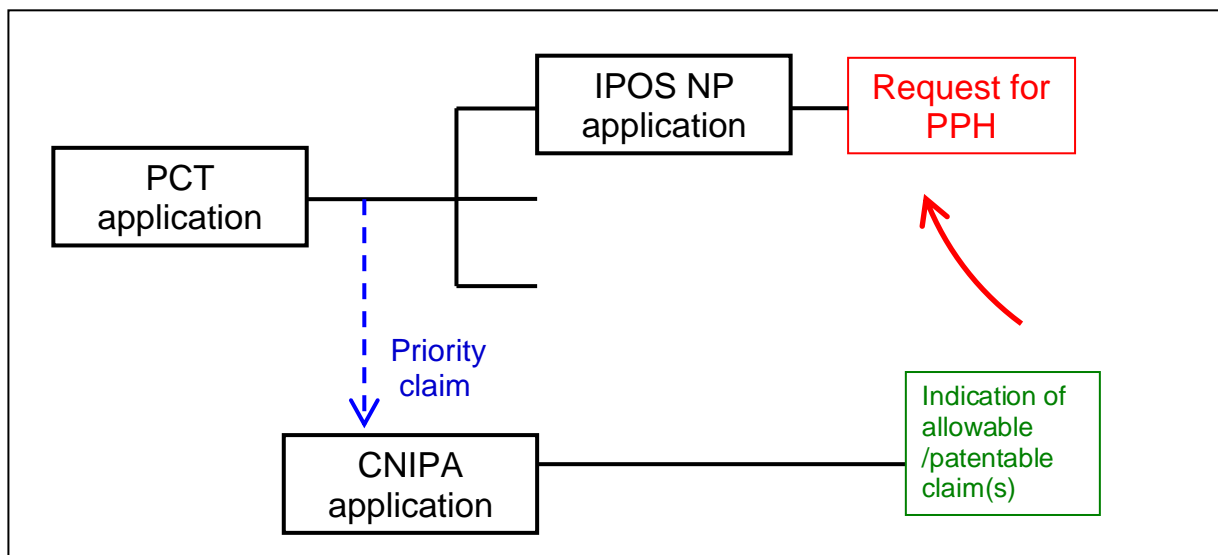 IPOS NP
application
Request for
PPH
PCT
application
Priority
claim
Indication of
allowable
/patentable
claim(s)
CNIPA
application